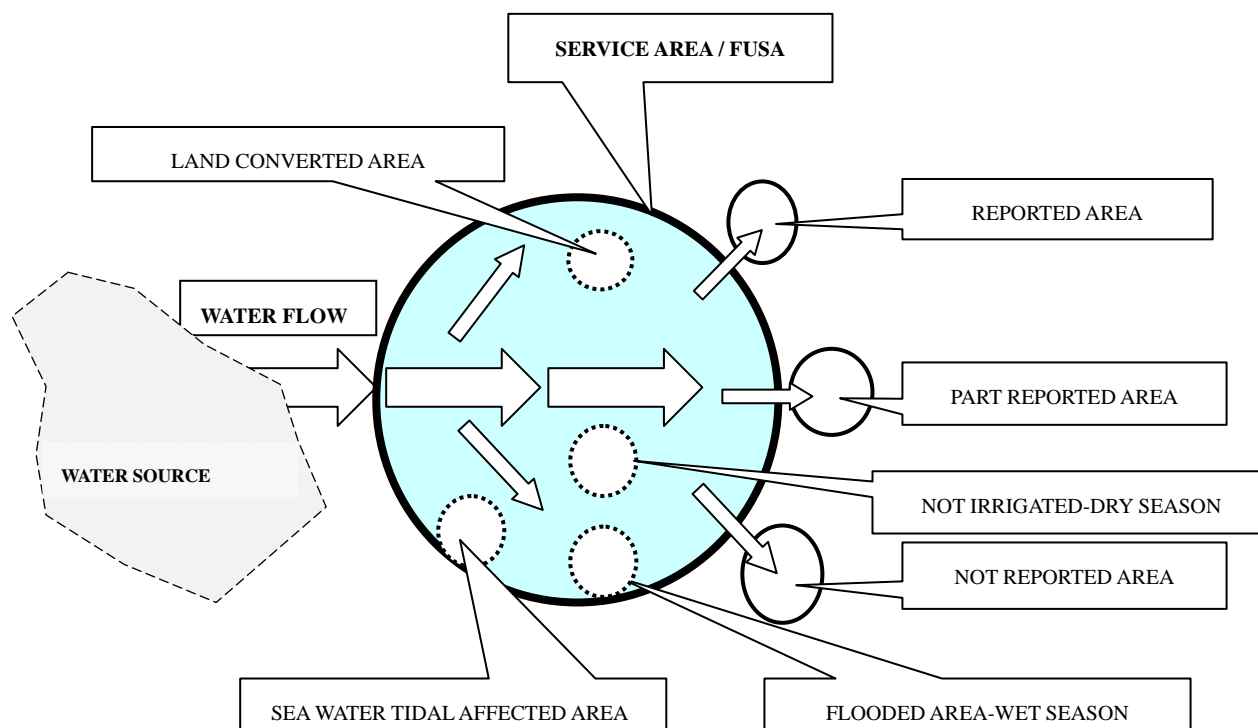 SERVICE AREA / FUSA
LAND CONVERTED AREA
REPORTED AREA
WATER FLOW
PART REPORTED AREA
WATER SOURCE
NOT IRRIGATED-DRY SEASON
NOT REPORTED AREA
SEA WATER TIDAL AFFECTED AREA
FLOODED AREA-WET SEASON